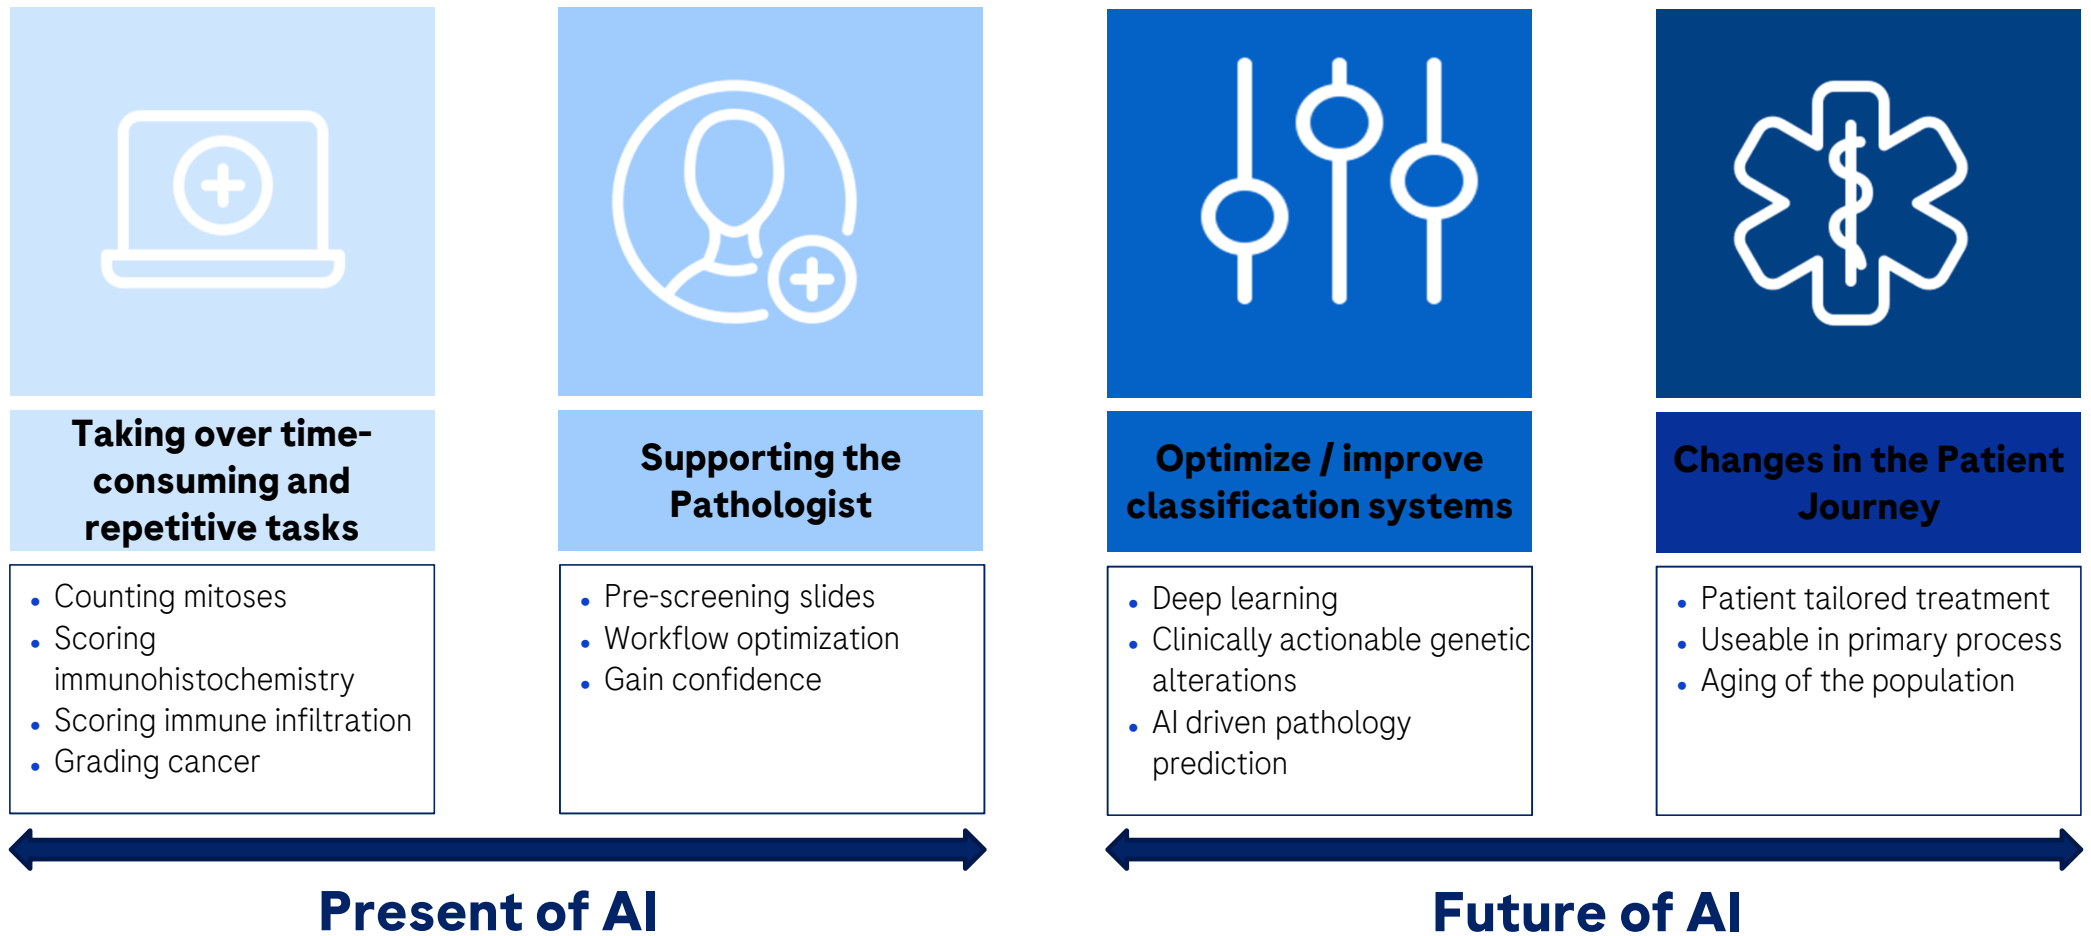 Taking over time-
consuming and
repetitive tasks
• Counting mitoses
• Scoring
immunohistochemistry
• Scoring immune infiltration
• Grading cancer
Supporting the
Pathologist
• Pre-screening slides
• Workflow optimization
• Gain confidence
Present of AI
Optimize / improve
classification systems
• Deep learning
• Clinically actionable genetic
alterations
• AI driven pathology
prediction
Changes in the Patient
Journey
• Patient tailored treatment
• Useable in primary process
• Aging of the population
Future of AI